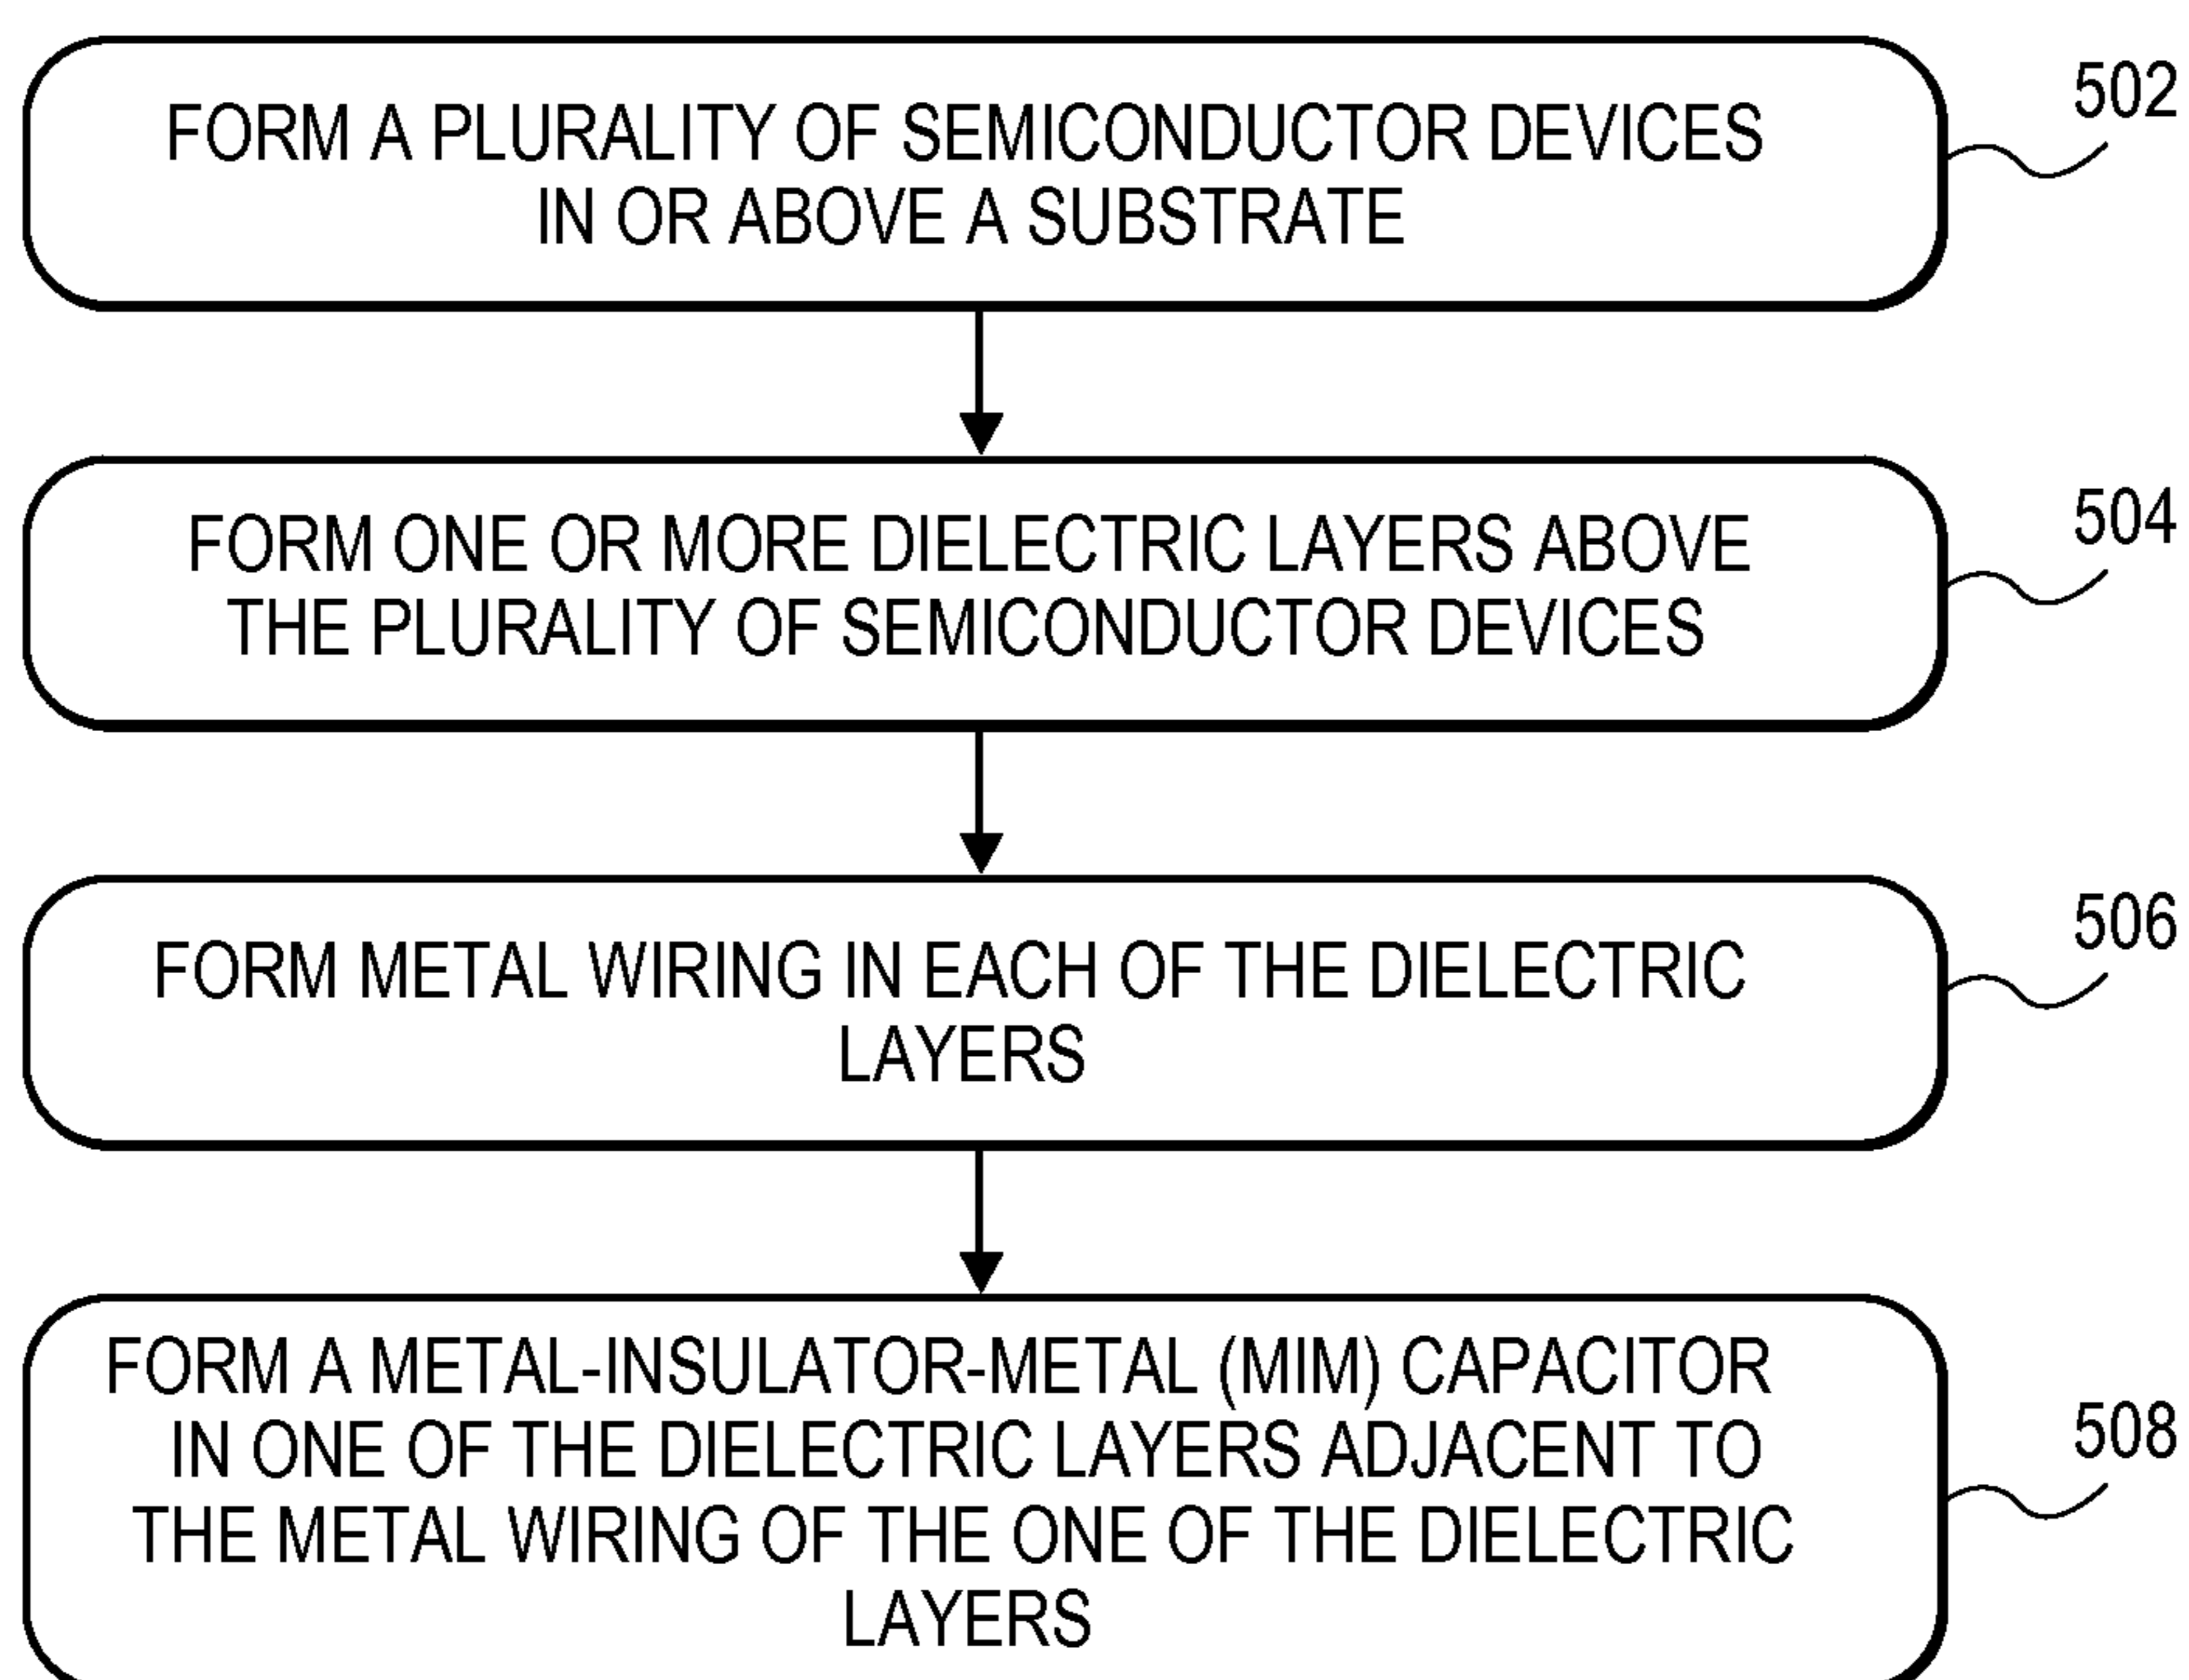 FORM A PLURALITY OF SEMICONDUCTOR DEVICES
IN OR ABOVE A SUBSTRATE
502
FORM ONE OR MORE DIELECTRIC LAYERS ABOVE
THE PLURALITY OF SEMICONDUCTOR DEVICES
504
FORM METAL WIRING IN EACH OF THE DIELECTRIC
LAYERS
506
FORM A METAL-INSULATOR-METAL (MIM) CAPACITOR
IN ONE OF THE DIELECTRIC LAYERS ADJACENT TO
THE METAL WIRING OF THE ONE OF THE DIELECTRIC
LAYERS
508